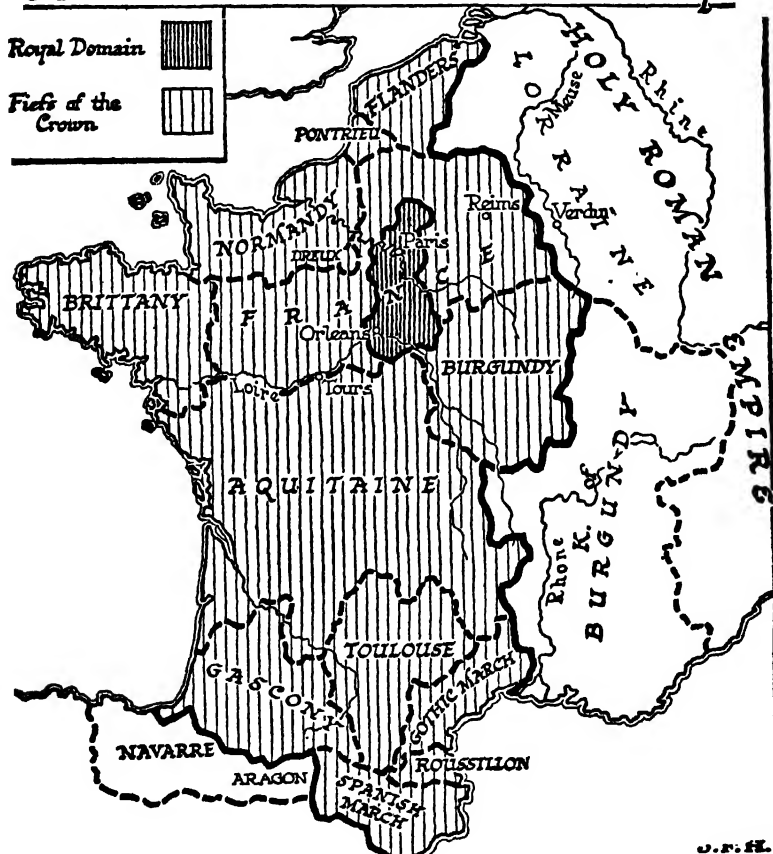 Royal Domain
Fiefs of the
Crown
FLANDERS
PONTRIEU
NORMANDY
DREUX
BRITTANY
FRANCE
Paris
Reims
Orleans
Loire
Tours
BURGUNDY
AQUITAINE
TOULOUSE
GASCONY
GOTHIC MARCH
NAVARRE
ARAGON
ROUSSILLON
SPANISH
MARCH
LORRAINE
Meuse
Verdun
HOLY ROMAN
EMPIRE
Rhine
Rhone
K. of
BURGUNDY
J.F.H.